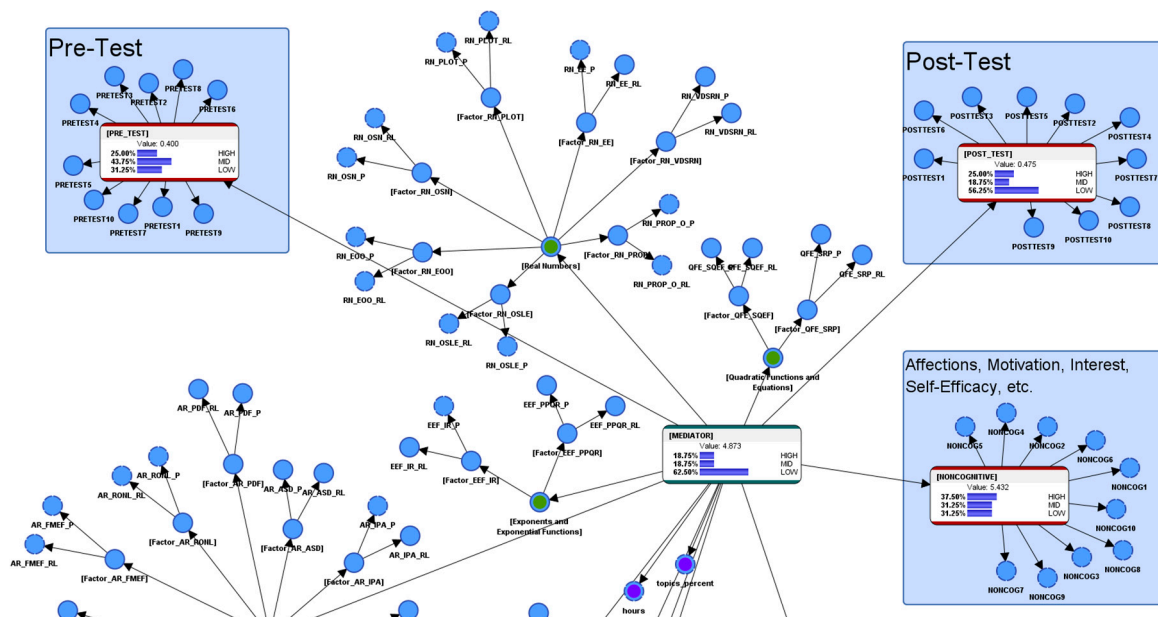 Pre-Test
PRETEST3
PRETEST2
PRETEST8
PRETEST6
PRETEST4
[PRE_TEST]
Value: 0.400
25.00% HIGH
43.75% MID
31.25% LOW
PRETEST5
PRETEST10
PRETEST7
PRETEST1
PRETEST9
RN_PLOT_RL
RN_PLOT_P
[Factor_RN_PLOT]
RN_EE_P
RN_EE_RL
[Factor_RN_EE]
RN_VDSRN_P
RN_VDSRN_RL
[Factor_RN_VDSRN]
RN_OSN_RL
RN_OSN_P
[Factor_RN_OSN]
RN_EOO_P
RN_EOO_RL
[Factor_RN_EOO]
[Real Numbers]
RN_PROP_O_P
[Factor_RN_PROP]
RN_PROP_O_RL
[Factor_RN_OSLE]
RN_OSLE_RL
RN_OSLE_P
QFE_SQEF_P
QFE_SQEF_RL
[Factor_QFE_SQEF]
QFE_SRP_P
QFE_SRP_RL
[Factor_QFE_SRP]
[Quadratic Functions and
Equations]
Post-Test
POSTTEST6
POSTTEST3
POSTTEST5
POSTTEST2
POSTTEST4
[POST_TEST]
Value: 0.475
25.00% HIGH
18.75% MID
56.25% LOW
POSTTEST1
POSTTEST7
POSTTEST8
POSTTEST9
POSTTEST10
Affections, Motivation, Interest,
Self-Efficacy, etc.
NONCOG5
NONCOG4
NONCOG2
NONCOG6
NONCOG1
[NONCOGNITIVE]
Value: 5.432
37.50% HIGH
31.25% MID
31.25% LOW
NONCOG10
NONCOG8
NONCOG7
NONCOG9
NONCOG3
[MEDIATOR]
Value: 4.873
18.75% HIGH
18.75% MID
62.50% LOW
EEF_PPQR_P
EEF_PPQR_RL
[Factor_EEF_PPQR]
EEF_IR_P
EEF_IR_RL
[Factor_EEF_IR]
[Exponents and
Exponential Functions]
AR_PDF_RL
AR_PDF_P
[Factor_AR_PDF]
AR_RONL_P
AR_RONL_RL
[Factor_AR_RONL]
AR_ASD_P
AR_ASD_RL
[Factor_AR_ASD]
AR_FMEF_P
AR_FMEF_RL
[Factor_AR_FMEF]
AR_IPA_P
AR_IPA_RL
[Factor_AR_IPA]
topics_percent
hours